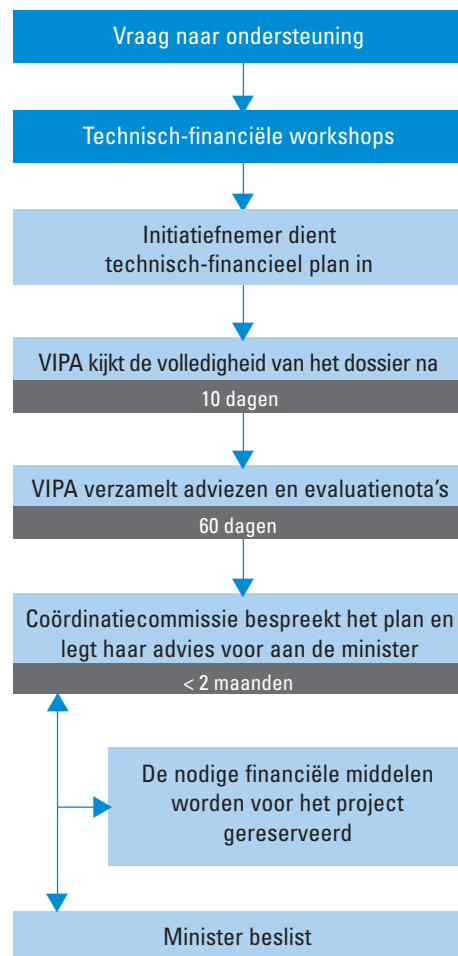 Vraag naar ondersteuning
Technisch-financiële workshops
Initiatiefnemer dient
technisch-financieel plan in
VIPA kijkt de volledigheid van het dossier na
10 dagen
VIPA verzamelt adviezen en evaluatienota's
60 dagen
Coördinatiecommissie bespreekt het plan en
legt haar advies voor aan de minister
< 2 maanden
De nodige financiële middelen
worden voor het project
gereserveerd
Minister beslist